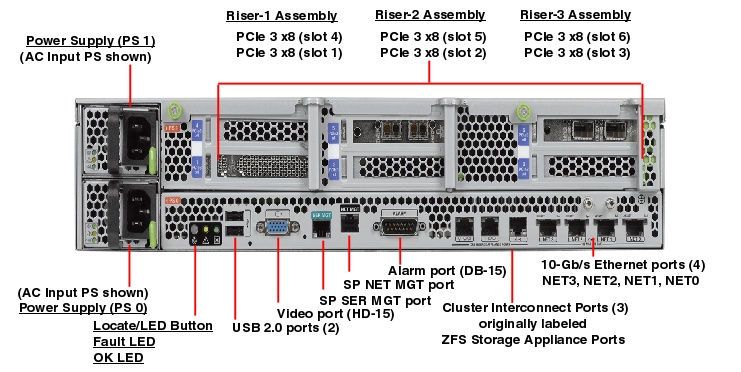 Riser-1 Assembly
PCIe 3 x8 (slot 4)
PCIe 3 x8 (slot 1)
Riser-2 Assembly
PCIe 3 x8 (slot 5)
PCIe 3 x8 (slot 2)
Riser-3 Assembly
PCIe 3 x8 (slot 6)
PCIe 3 x8 (slot 3)
Power Supply (PS 1)
(AC Input PS shown)
SER MGT
NET MGT
ALARM
(AC Input PS shown)
Power Supply (PS 0)
Locate/LED Button
Fault LED
OK LED
USB 2.0 ports (2)
Video port (HD-15)
SP SER MGT port
SP NET MGT port
Alarm port (DB-15)
Cluster Interconnect Ports (3)
originally labeled
ZFS Storage Appliance Ports
10-Gb/s Ethernet ports (4)
NET3, NET2, NET1, NET0